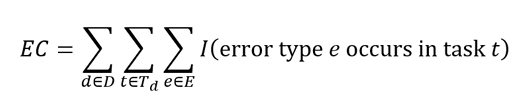 EC = ∑_{d∈D} ∑_{t∈T_d} ∑_{e∈E} I(error type e occurs in task t)